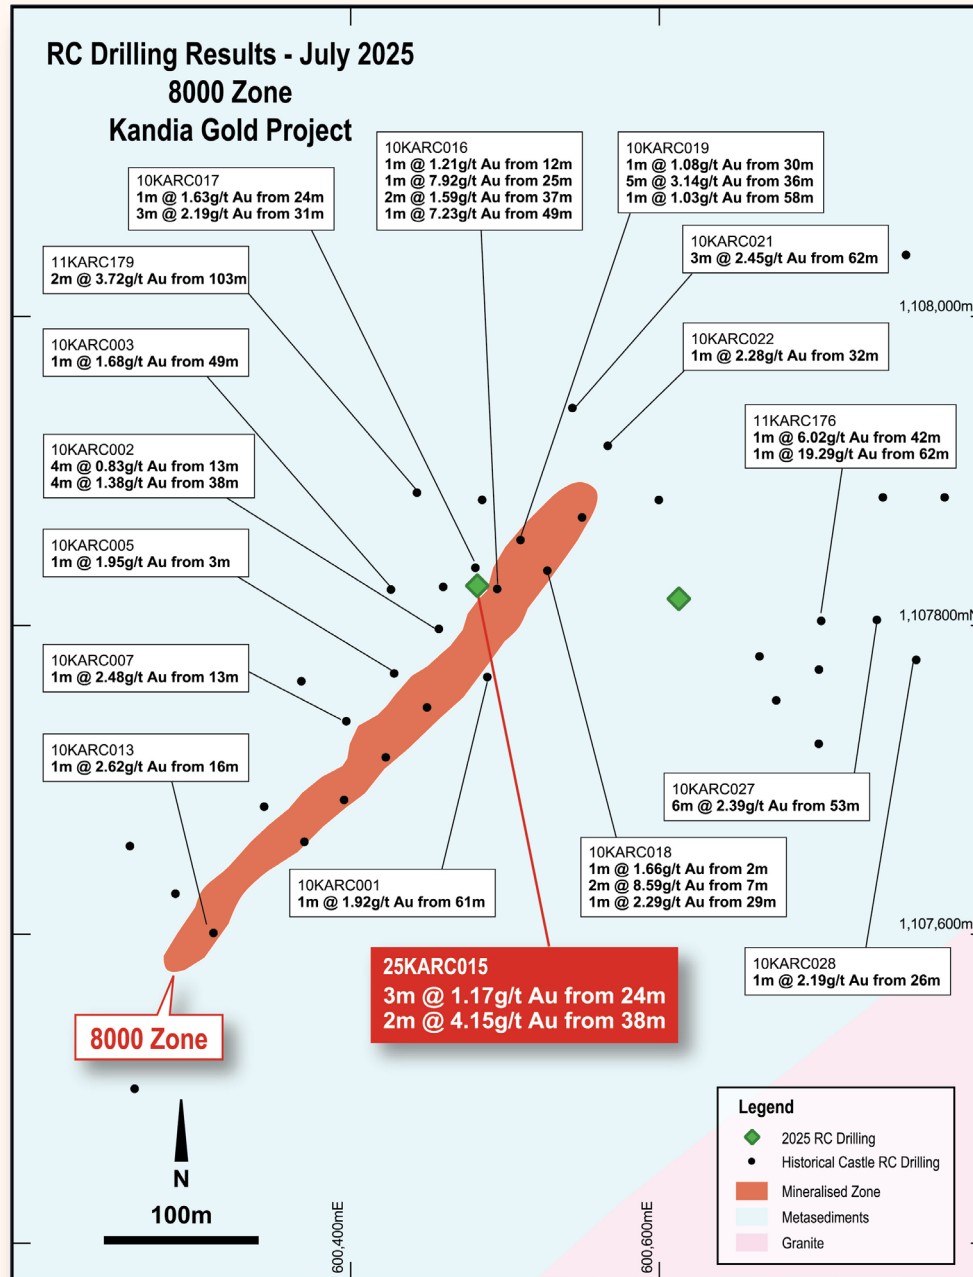 RC Drilling Results - July 2025
8000 Zone
Kandia Gold Project
10KARC016
1m @ 1.21g/t Au from 12m
1m @ 7.92g/t Au from 25m
2m @ 1.59g/t Au from 37m
1m @ 7.23g/t Au from 49m
10KARC019
1m @ 1.08g/t Au from 30m
5m @ 3.14g/t Au from 36m
1m @ 1.03g/t Au from 58m
10KARC017
1m @ 1.63g/t Au from 24m
3m @ 2.19g/t Au from 31m
10KARC021
3m @ 2.45g/t Au from 62m
11KARC179
2m @ 3.72g/t Au from 103m
1,108,000m
10KARC003
1m @ 1.68g/t Au from 49m
10KARC022
1m @ 2.28g/t Au from 32m
11KARC176
1m @ 6.02g/t Au from 42m
1m @ 19.29g/t Au from 62m
10KARC002
4m @ 0.83g/t Au from 13m
4m @ 1.38g/t Au from 38m
10KARC005
1m @ 1.95g/t Au from 3m
1,107800mN
10KARC007
1m @ 2.48g/t Au from 13m
10KARC013
1m @ 2.62g/t Au from 16m
10KARC027
6m @ 2.39g/t Au from 53m
10KARC018
1m @ 1.66g/t Au from 2m
2m @ 8.59g/t Au from 7m
1m @ 2.29g/t Au from 29m
10KARC001
1m @ 1.92g/t Au from 61m
1,107,600m
25KARC015
3m @ 1.17g/t Au from 24m
2m @ 4.15g/t Au from 38m
10KARC028
1m @ 2.19g/t Au from 26m
8000 Zone
N
100m
600,400mE
600,600mE
Legend
2025 RC Drilling
Historical Castle RC Drilling
Mineralised Zone
Metasediments
Granite